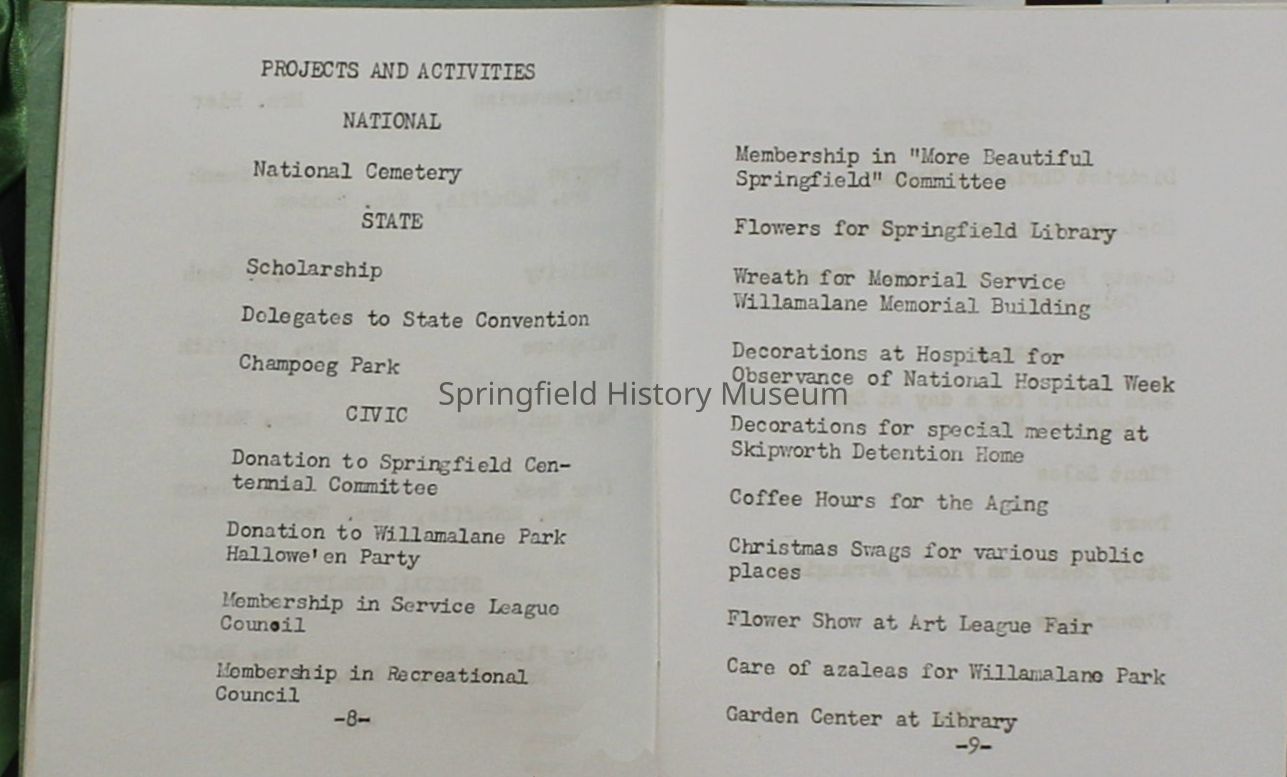 PROJECTS AND ACTIVITIES
NATIONAL
National Cemetery
STATE
Scholarship
Delegates to State Convention
Champoeg Park
CIVIC
Donation to Springfield Cen-
tennial Committee
Donation to Willamalane Park
Hallowe'en Party
Membership in Service League
Council
Membership in Recreational
Council
-8-
Membership in "More Beautiful
Springfield" Committee
Flowers for Springfield Library
Wreath for Memorial Service
Willamalane Memorial Building
Decorations at Hospital for
Observance of National Hospital Week
Decorations for special meeting at
Skipworth Detention Home
Coffee Hours for the Aging
Christmas Swags for various public
places
Flower Show at Art League Fair
Care of azaleas for Willamalane Park
Garden Center at Library
-9-
Springfield History Museum